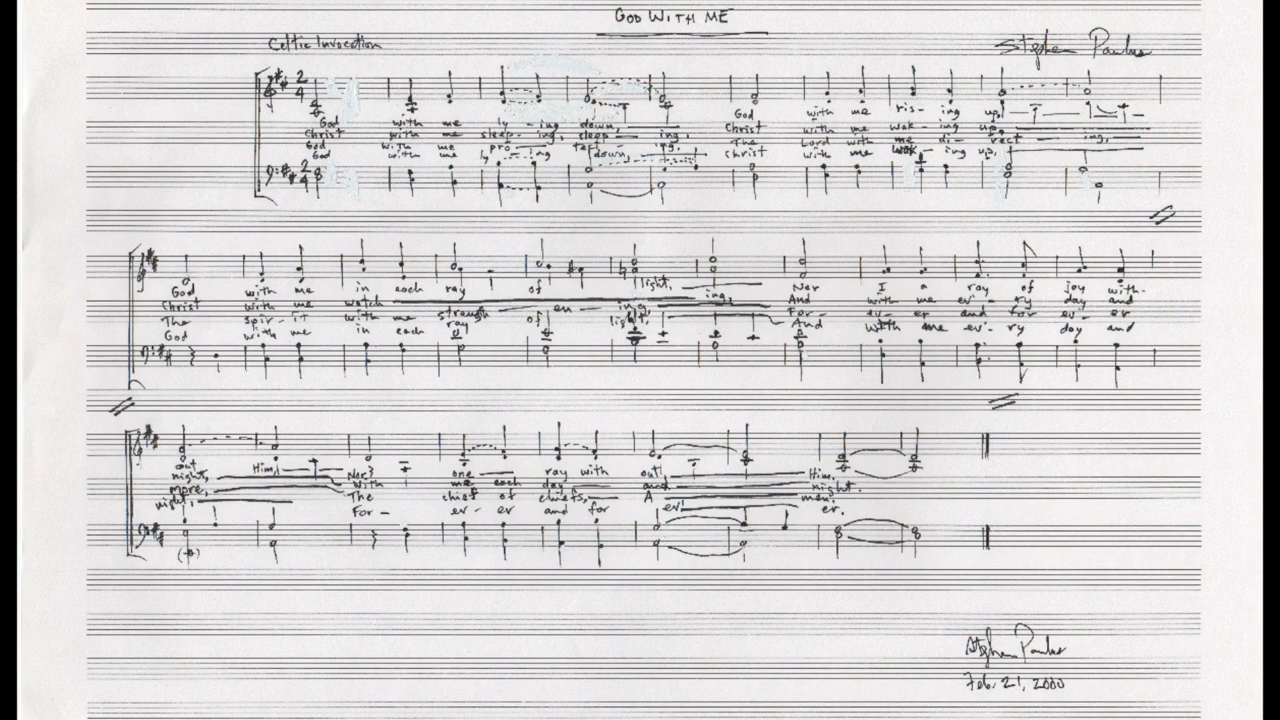 GOD WITH ME
Celtic Invocation
Stephen Paulus
2 4
God with me ly - ing down, God with me ris - ing up,
Christ with me sleep - ing, sleep - ing, Christ with me wak - ing up,
God with me pro - tect - ing, The Lord with me di - rect - ing,
God with me ly - ing down, Christ with me wak - ing up,
2 4
God with me in each ray of light, Nor I a ray of joy with-
Christ with me watch en - ing, And with me ev' - ry day and
The spir - it with me strength - en - ing, For - ev - er and for ev - er
God with me in each ray of light, And with me ev' - ry day and
out Him, Nor one ray with out Him.
night, With me each day and night.
more, The chief of chiefs, A men.
night, For - ev - er and for ev - er.
Stephen Paulus
Feb. 21, 2000